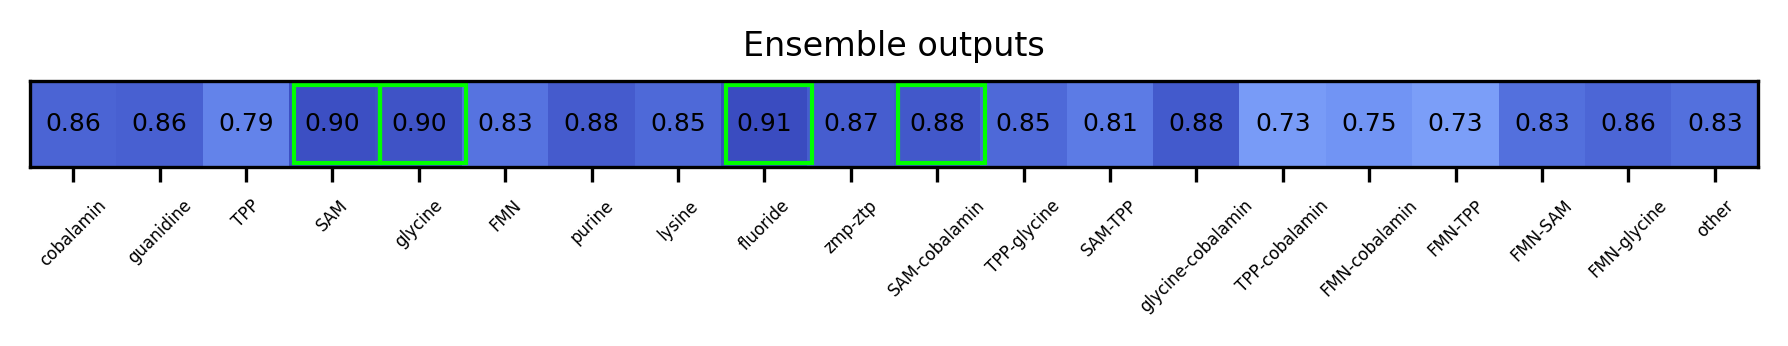 Ensemble outputs
0.86 0.86 0.79 0.90 0.90 0.83 0.88 0.85 0.91 0.87 0.88 0.85 0.81 0.88 0.73 0.75 0.73 0.83 0.86 0.83
cobalamin guanidine TPP SAM glycine FMN purine lysine fluoride zmp-ztp SAM-cobalamin TPP-glycine SAM-TPP glycine-cobalamin TPP-cobalamin FMN-cobalamin FMN-TPP FMN-SAM FMN-glycine other